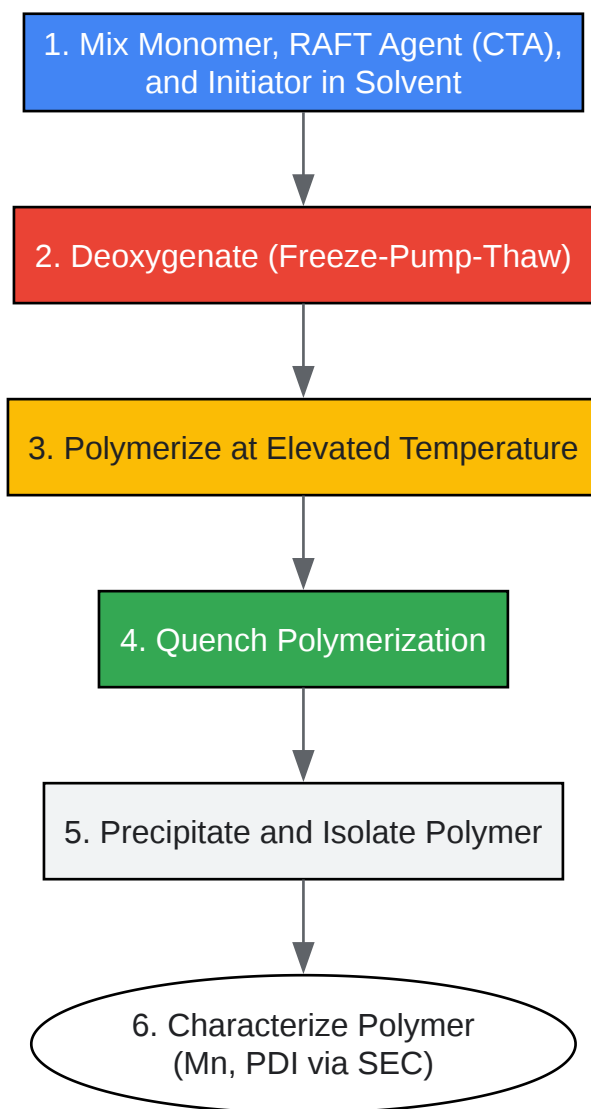 1. Mix Monomer, RAFT Agent (CTA),
and Initiator in Solvent
2. Deoxygenate (Freeze-Pump-Thaw)
3. Polymerize at Elevated Temperature
4. Quench Polymerization
5. Precipitate and Isolate Polymer
6. Characterize Polymer
(Mn, PDI via SEC)